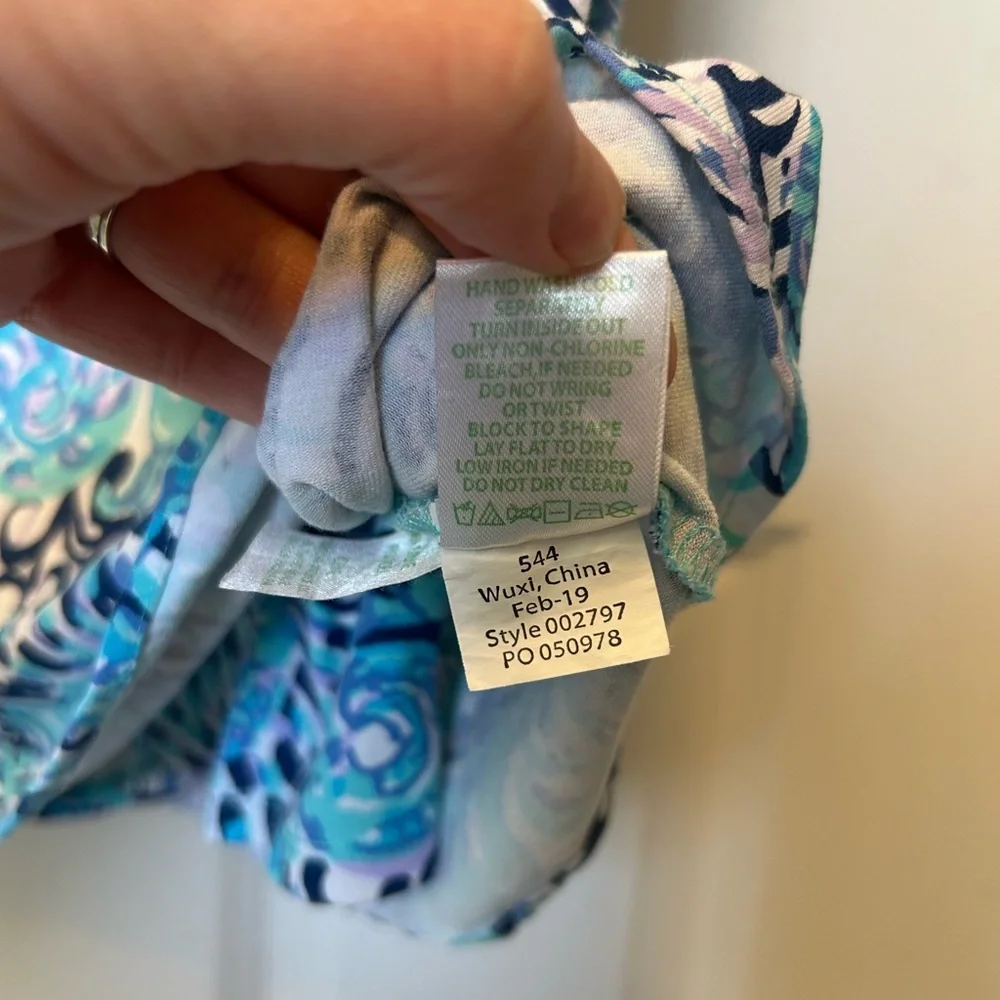 HAND WASH COLD
SEPARATELY
TURN INSIDE OUT
ONLY NON-CHLORINE
BLEACH, IF NEEDED
DO NOT WRING
OR TWIST
BLOCK TO SHAPE
LAY FLAT TO DRY
LOW IRON IF NEEDED
DO NOT DRY CLEAN
544
Wuxi, China
Feb-19
Style 002797
PO 050978